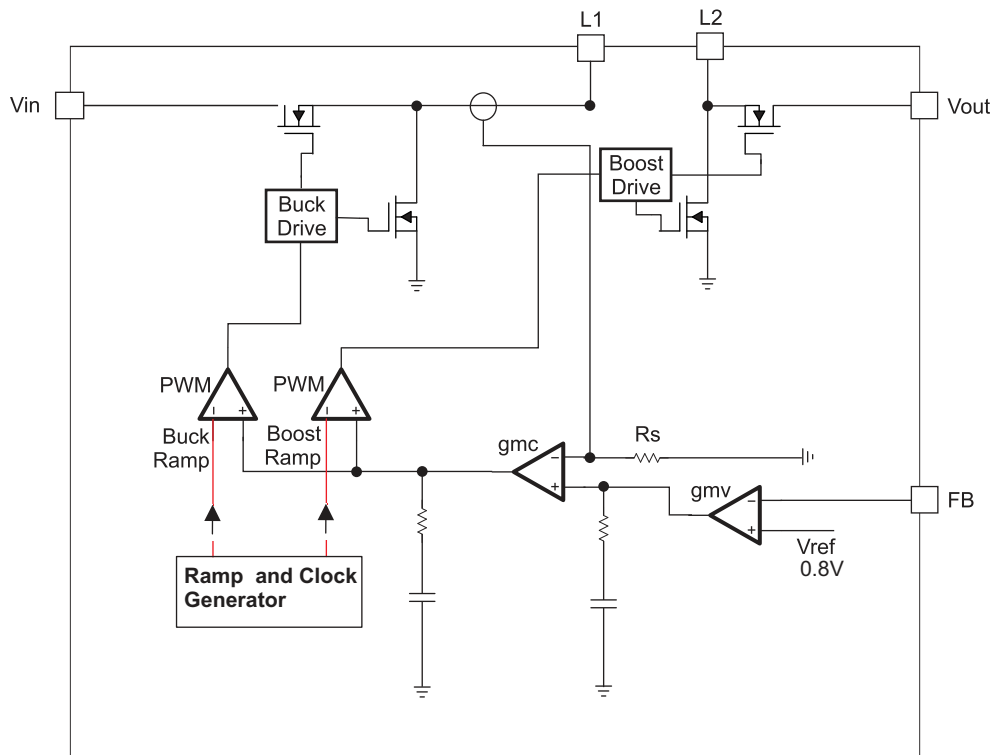 L1
L2
Vin
Vout
Boost
Drive
Buck
Drive
PWM
PWM
Buck
Ramp
Boost
Ramp
gmc
Rs
gmv
FB
Vref
0.8V
Ramp and Clock
Generator